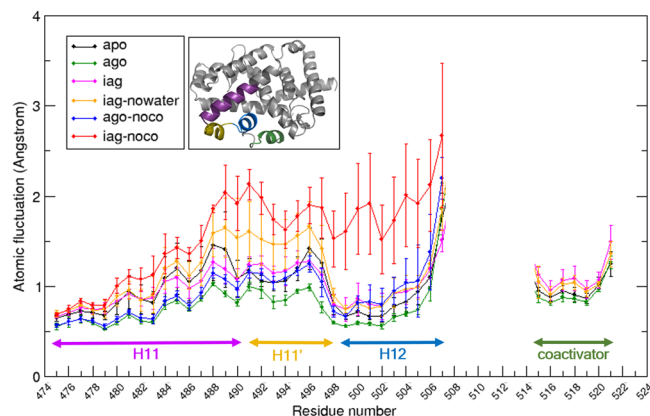 4
3
2
1
0
Atomic fluctuation (Angstrom)
apo
ago
iag
iag-nowater
ago-noco
iag-noco
H11
H11'
H12
coactivator
474 476 478 480 482 484 486 488 490 492 494 496 498 500 502 504 506 508 510 512 514 516 518 520 522 524
Residue number